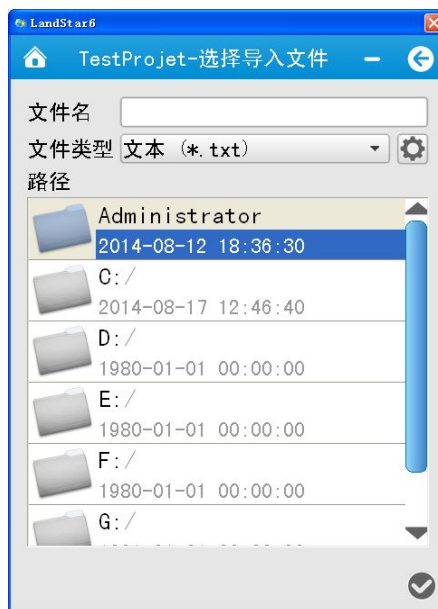 LandStar6
TestProjet-选择导入文件
文件名
文件类型 文本 (*.txt)
路径
Administrator
2014-08-12 18:36:30
C:/
2014-08-17 12:46:40
D:/
1980-01-01 00:00:00
E:/
1980-01-01 00:00:00
F:/
1980-01-01 00:00:00
G:/